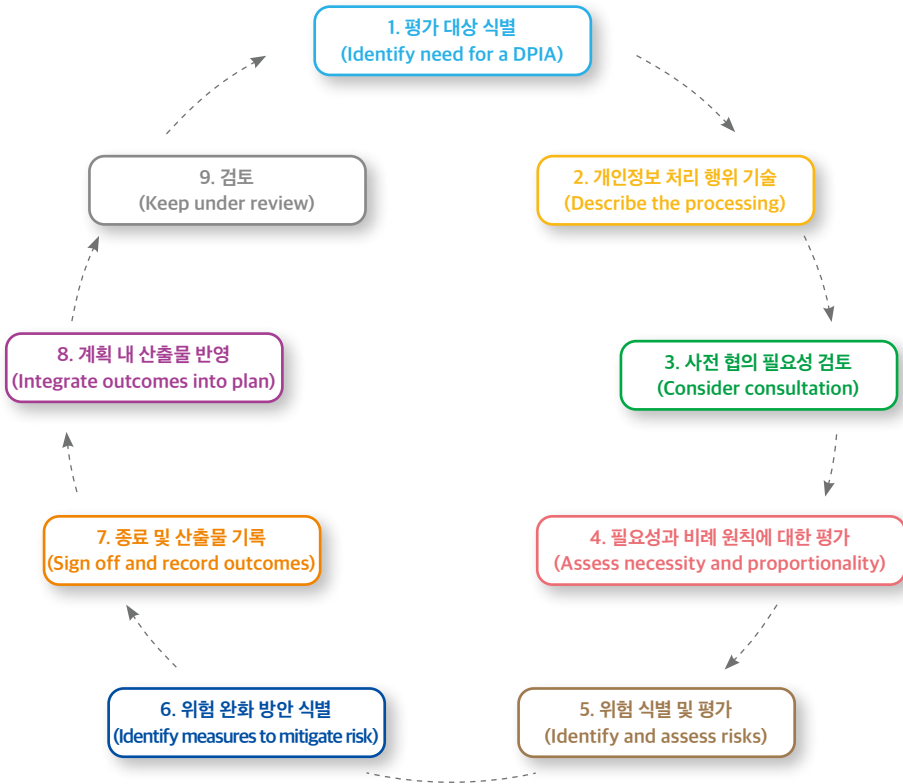 1. 평가 대상 식별
(Identify need for a DPIA)
2. 개인정보 처리 행위 기술
(Describe the processing)
3. 사전 협의 필요성 검토
(Consider consultation)
4. 필요성과 비례 원칙에 대한 평가
(Assess necessity and proportionality)
5. 위험 식별 및 평가
(Identify and assess risks)
6. 위험 완화 방안 식별
(Identify measures to mitigate risk)
7. 종료 및 산출물 기록
(Sign off and record outcomes)
8. 계획 내 산출물 반영
(Integrate outcomes into plan)
9. 검토
(Keep under review)